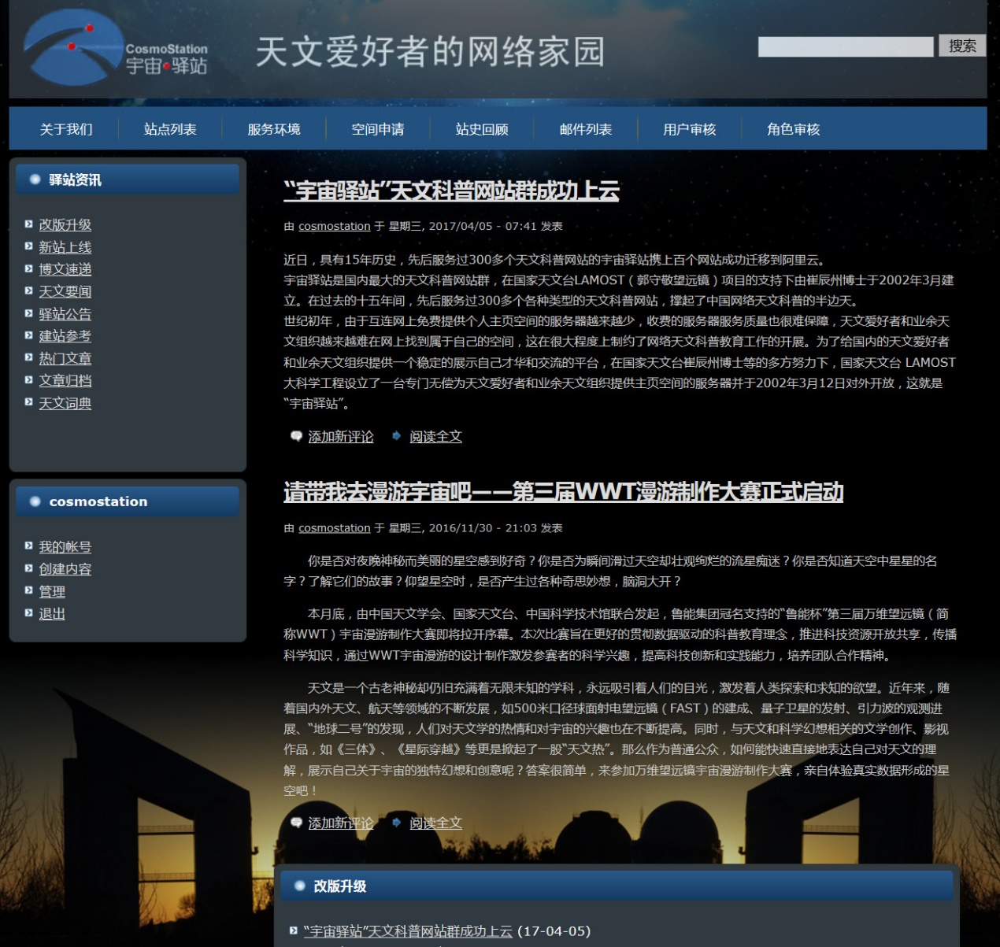 CosmoStation
宇宙 驿站
天文爱好者的网络家园
搜索
关于我们 站点列表 服务环境 空间申请 站史回顾 邮件列表 用户审核 角色审核
驿站资讯
改版升级
新站上线
博文速递
天文要闻
驿站公告
建站参考
热门文章
文章归档
天文词典
cosmostation
我的帐号
创建内容
管理
退出
“宇宙驿站”天文科普网站群成功上云
由 cosmostation 于 星期三, 2017/04/05 - 07:41 发表
近日，具有15年历史，先后服务过300多个天文科普网站的宇宙驿站携上百个网站成功迁移到阿里云。
宇宙驿站是国内最大的天文科普网站群，在国家天文台LAMOST（郭守敬望远镜）项目的支持下由崔辰州博士于2002年3月建
立。在过去的十五年间，先后服务过300多个各种类型的天文科普网站，撑起了中国网络天文科普的半边天。
世纪初年，由于互连网上免费提供个人主页空间的服务器越来越少，收费的服务器服务质量也很难保障，天文爱好者和业余天
文组织越来越难在网上找到属于自己的空间，这在很大程度上制约了网络天文科普教育工作的开展。为了给国内的天文爱好者
和业余天文组织提供一个稳定的展示自己才华和交流的平台，在国家天文台崔辰州博士等的多方努力下，国家天文台 LAMOST
大科学工程设立了一台专门无偿为天文爱好者和业余天文组织提供主页空间的服务器并于2002年3月12日对外开放，这就是
“宇宙驿站”。
添加新评论 阅读全文
请带我去漫游宇宙吧——第三届WWT漫游制作大赛正式启动
由 cosmostation 于 星期三, 2016/11/30 - 21:03 发表
你是否对夜晚神秘而美丽的星空感到好奇？你是否为瞬间滑过天空却壮观绚烂的流星痴迷？你是否知道天空中星星的名
字？了解它们的故事？仰望星空时，是否产生过各种奇思妙想，脑洞大开？
本月底，由中国天文学会、国家天文台、中国科学技术馆联合发起，鲁能集团冠名支持的“鲁能杯”第三届万维望远镜（简
称WWT）宇宙漫游制作大赛即将拉开序幕。本次比赛旨在更好的贯彻数据驱动的科普教育理念，推进科技资源开放共享，传播
科学知识，通过WWT宇宙漫游的设计制作激发参赛者的科学兴趣，提高科技创新和实践能力，培养团队合作精神。
天文是一个古老神秘却仍旧充满着无限未知的学科，永远吸引着人们的目光，激发着人类探索和求知的欲望。近年来，随
着国内外天文、航天等领域的不断发展，如500米口径球面射电望远镜（FAST）的建成、量子卫星的发射、引力波的观测进
展、“地球二号”的发现，人们对天文学的热情和对宇宙的兴趣也在不断提高。同时，与天文和科学幻想相关的文学创作、影视
作品，如《三体》、《星际穿越》等更是掀起了一股“天文热”。那么作为普通公众，如何能快速直接地表达自己对天文的理
解，展示自己关于宇宙的独特幻想和创意呢？答案很简单，来参加万维望远镜宇宙漫游制作大赛，亲自体验真实数据形成的星
空吧！
添加新评论 阅读全文
改版升级
“宇宙驿站”天文科普网站群成功上云 (17-04-05)